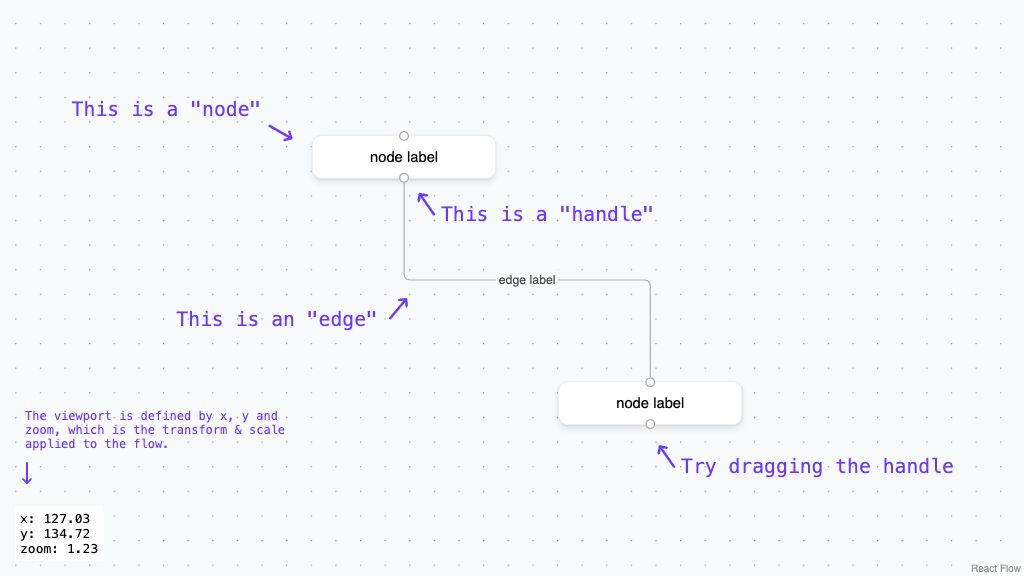 This is a "node"
node label
This is a "handle"
edge label
This is an "edge"
node label
The viewport is defined by x, y and
zoom, which is the transform & scale
applied to the flow.
Try dragging the handle
x: 127.03
y: 134.72
zoom: 1.23
React Flow